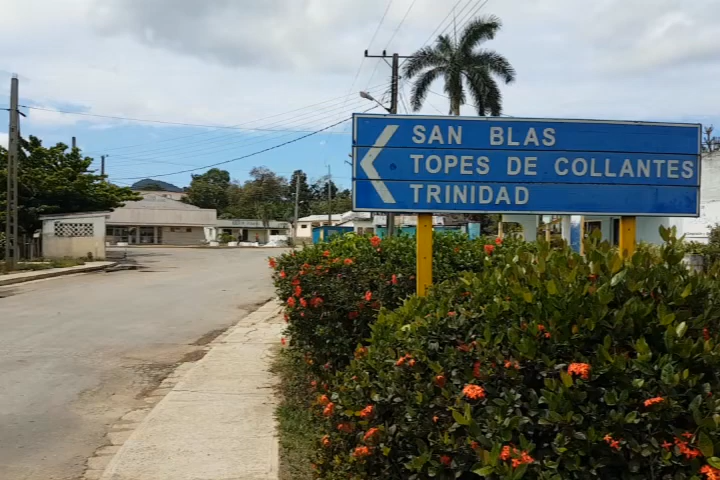 SAN BLAS
TOPES DE COLLANTES
TRINIDAD